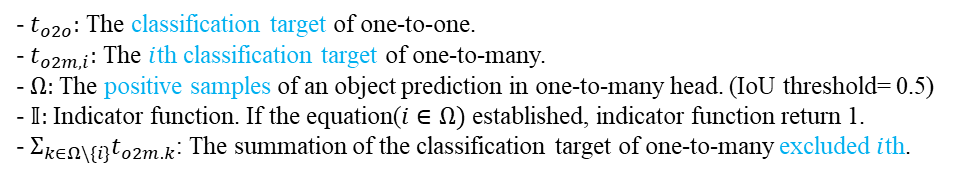 - t_{o2o}: The classification target of one-to-one.
- t_{o2m,i}: The ith classification target of one-to-many.
- Ω: The positive samples of an object prediction in one-to-many head. (IoU threshold= 0.5)
- 𝕀: Indicator function. If the equation(i ∈ Ω) established, indicator function return 1.
- Σ_{k∈Ω\{i}}t_{o2m.k}: The summation of the classification target of one-to-many excluded ith.